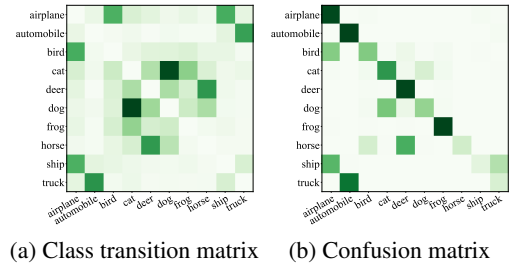 airplane
automobile
bird
cat
deer
dog
frog
horse
ship
truck
airplane
automobile
bird
cat
deer
dog
frog
horse
ship
truck
(a) Class transition matrix
airplane
automobile
bird
cat
deer
dog
frog
horse
ship
truck
airplane
automobile
bird
cat
deer
dog
frog
horse
ship
truck
(b) Confusion matrix